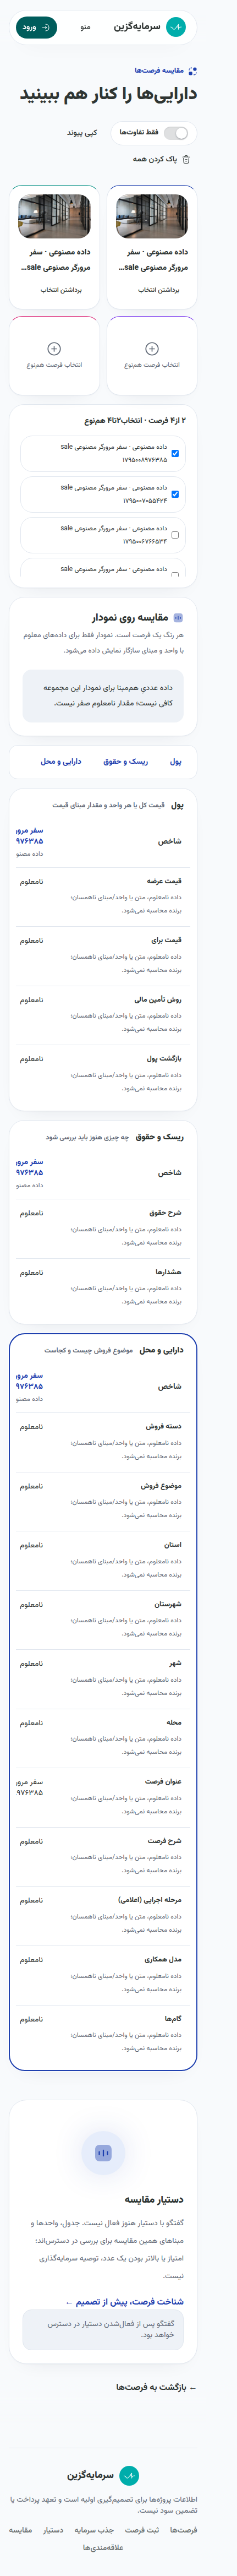 سرمایه‌گزین
منو
ورود
مقایسه فرصت‌ها
دارایی‌ها را کنار هم ببینید
فقط تفاوت‌ها
کپی پیوند
پاک کردن همه
داده مصنوعی · سفر
مرورگر مصنوعی sale...
برداشتن انتخاب
داده مصنوعی · سفر
مرورگر مصنوعی sale...
برداشتن انتخاب
انتخاب فرصت هم‌نوع
انتخاب فرصت هم‌نوع
۲ از ۴ فرصت · انتخاب ۲ تا ۴ هم‌نوع
داده مصنوعی · سفر مرورگر مصنوعی sale
۱۷۹۵۰۰۸۹۷۶۳۸۵
داده مصنوعی · سفر مرورگر مصنوعی sale
۱۷۹۵۰۰۷۰۵۵۴۲۴
داده مصنوعی · سفر مرورگر مصنوعی sale
۱۷۹۵۰۰۶۷۶۶۵۳۴
داده مصنوعی · سفر مرورگر مصنوعی sale
مقایسه روی نمودار
هر رنگ یک فرصت است. نمودار فقط برای داده‌های معلوم
با واحد و مبنای سازگار نمایش داده می‌شود.
داده عددیِ هم‌مبنا برای نمودار این مجموعه
کافی نیست؛ مقدار نامعلوم صفر نیست.
پول
ریسک و حقوق
دارایی و محل
پول
قیمت کل یا هر واحد و مقدار مبنای قیمت
شاخص
سفر مرور
۹۷۶۳۸۵
داده مصنو
قیمت عرضه
نامعلوم
داده نامعلوم، متن یا واحد/مبنای ناهمسان؛
برنده محاسبه نمی‌شود.
قیمت برای
نامعلوم
داده نامعلوم، متن یا واحد/مبنای ناهمسان؛
برنده محاسبه نمی‌شود.
روش تأمین مالی
نامعلوم
داده نامعلوم، متن یا واحد/مبنای ناهمسان؛
برنده محاسبه نمی‌شود.
بازگشت پول
نامعلوم
داده نامعلوم، متن یا واحد/مبنای ناهمسان؛
برنده محاسبه نمی‌شود.
ریسک و حقوق
چه چیزی هنوز باید بررسی شود
شاخص
سفر مرور
۹۷۶۳۸۵
داده مصنو
شرح حقوق
نامعلوم
داده نامعلوم، متن یا واحد/مبنای ناهمسان؛
برنده محاسبه نمی‌شود.
هشدارها
نامعلوم
داده نامعلوم، متن یا واحد/مبنای ناهمسان؛
برنده محاسبه نمی‌شود.
دارایی و محل
موضوع فروش چیست و کجاست
شاخص
سفر مرور
۹۷۶۳۸۵
داده مصنو
دسته فروش
نامعلوم
داده نامعلوم، متن یا واحد/مبنای ناهمسان؛
برنده محاسبه نمی‌شود.
موضوع فروش
نامعلوم
داده نامعلوم، متن یا واحد/مبنای ناهمسان؛
برنده محاسبه نمی‌شود.
استان
نامعلوم
داده نامعلوم، متن یا واحد/مبنای ناهمسان؛
برنده محاسبه نمی‌شود.
شهرستان
نامعلوم
داده نامعلوم، متن یا واحد/مبنای ناهمسان؛
برنده محاسبه نمی‌شود.
شهر
نامعلوم
داده نامعلوم، متن یا واحد/مبنای ناهمسان؛
برنده محاسبه نمی‌شود.
محله
نامعلوم
داده نامعلوم، متن یا واحد/مبنای ناهمسان؛
برنده محاسبه نمی‌شود.
عنوان فرصت
سفر مرور
۹۷۶۳۸۵
داده نامعلوم، متن یا واحد/مبنای ناهمسان؛
برنده محاسبه نمی‌شود.
شرح فرصت
نامعلوم
داده نامعلوم، متن یا واحد/مبنای ناهمسان؛
برنده محاسبه نمی‌شود.
مرحله اجرایی (اعلامی)
نامعلوم
داده نامعلوم، متن یا واحد/مبنای ناهمسان؛
برنده محاسبه نمی‌شود.
مدل همکاری
نامعلوم
داده نامعلوم، متن یا واحد/مبنای ناهمسان؛
برنده محاسبه نمی‌شود.
گام‌ها
نامعلوم
داده نامعلوم، متن یا واحد/مبنای ناهمسان؛
برنده محاسبه نمی‌شود.
دستیار مقایسه
گفتگو با دستیار هنوز فعال نیست. جدول، واحدها و
مبناهای همین مقایسه برای بررسی در دسترس‌اند؛
امتیاز یا بالاتر بودن یک عدد، توصیه سرمایه‌گذاری
نیست.
شناخت فرصت، پیش از تصمیم ←
گفتگو پس از فعال‌شدن دستیار در دسترس
خواهد بود.
← بازگشت به فرصت‌ها
سرمایه‌گزین
اطلاعات پروژه‌ها برای تصمیم‌گیری اولیه است و تعهد پرداخت یا
تضمین سود نیست.
فرصت‌ها
ثبت فرصت
جذب سرمایه
دستیار
مقایسه
علاقه‌مندی‌ها